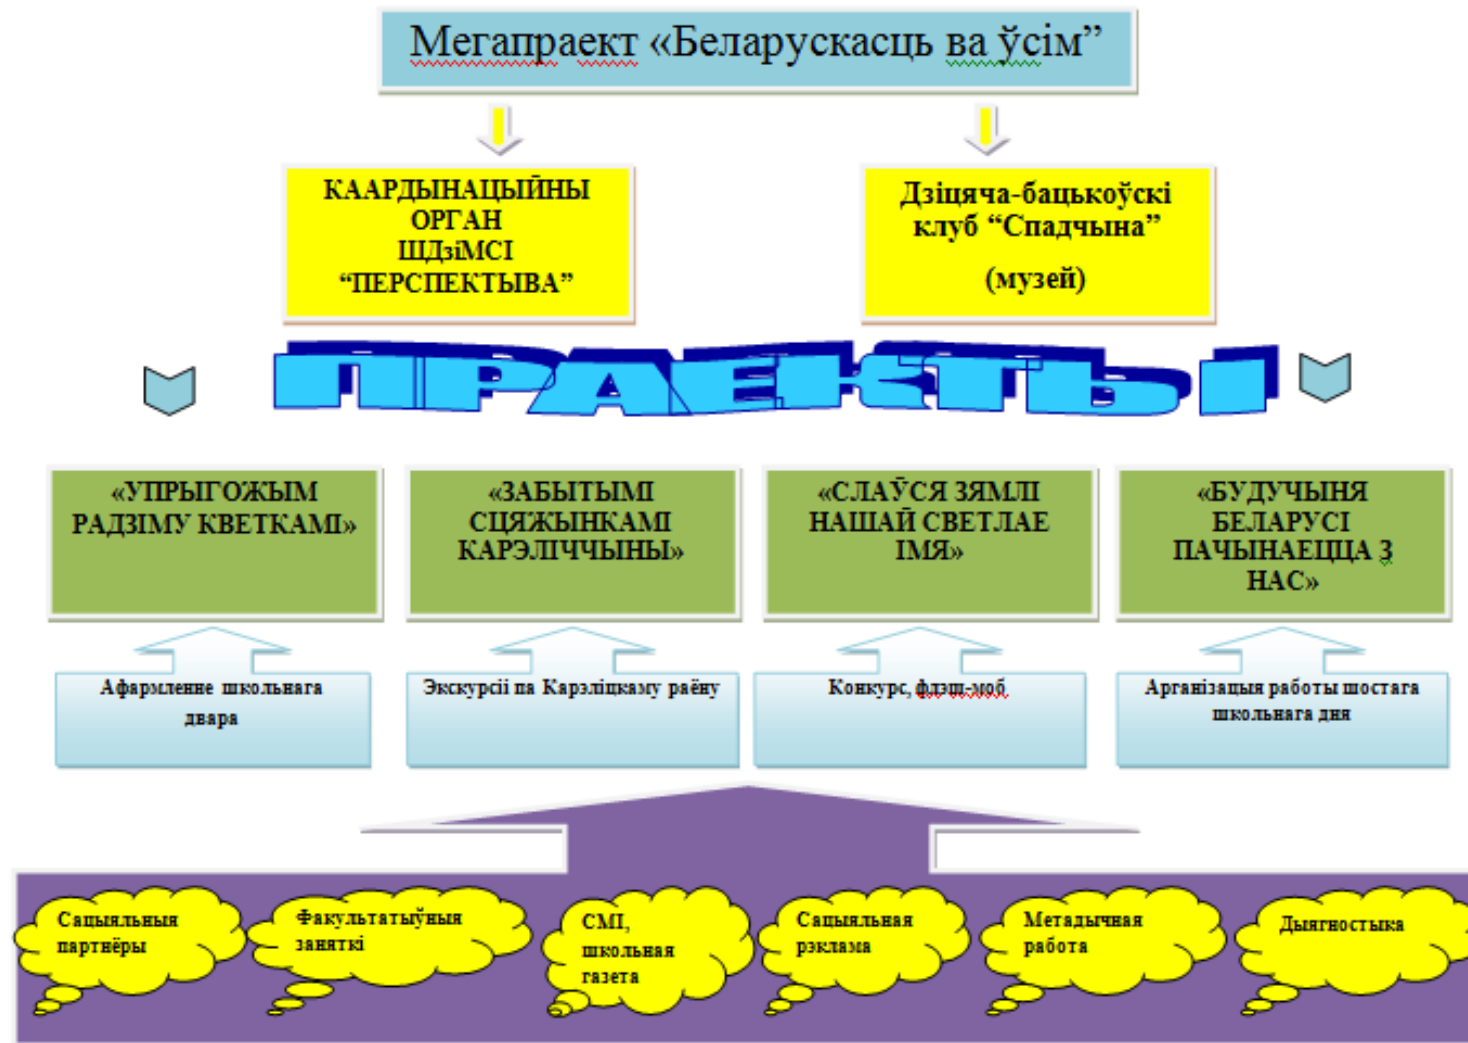 Мегапраект «Беларускасць ва ўсім”
КААРДЫНАЦЫЙНЫ
ОРГАН
ШДзіМСІ
“ПЕРСПЕКТЫВА”
Дзіцяча-бацькоўскі
клуб “Спадчына”
(музей)
ПРАЕКТЫ
«УПРЫГОЖЫМ
РАДЗІМУ КВЕТКАМІ»
«ЗАБЫТЫМІ
СЦЯЖЫНКАМІ
КАРЭЛІЧЧЫНЫ»
«СЛАЎСЯ ЗЯМЛІ
НАШАЙ СВЕТЛАЕ
ІМЯ»
«БУДУЧЫНЯ
БЕЛАРУСІ
ПАЧЫНАЕЦЦА З
НАС»
Афармленне школьнага
двара
Экскурсіі па Карэліцкаму раёну
Конкурс, флэш-моб
Арганізацыя работы шостага
школьнага дня
Сацыяльныя
партнёры
Факультатыўныя
заняткі
СМІ,
школьная
газета
Сацыяльная
рэклама
Метадычная
работа
Дыягностыка